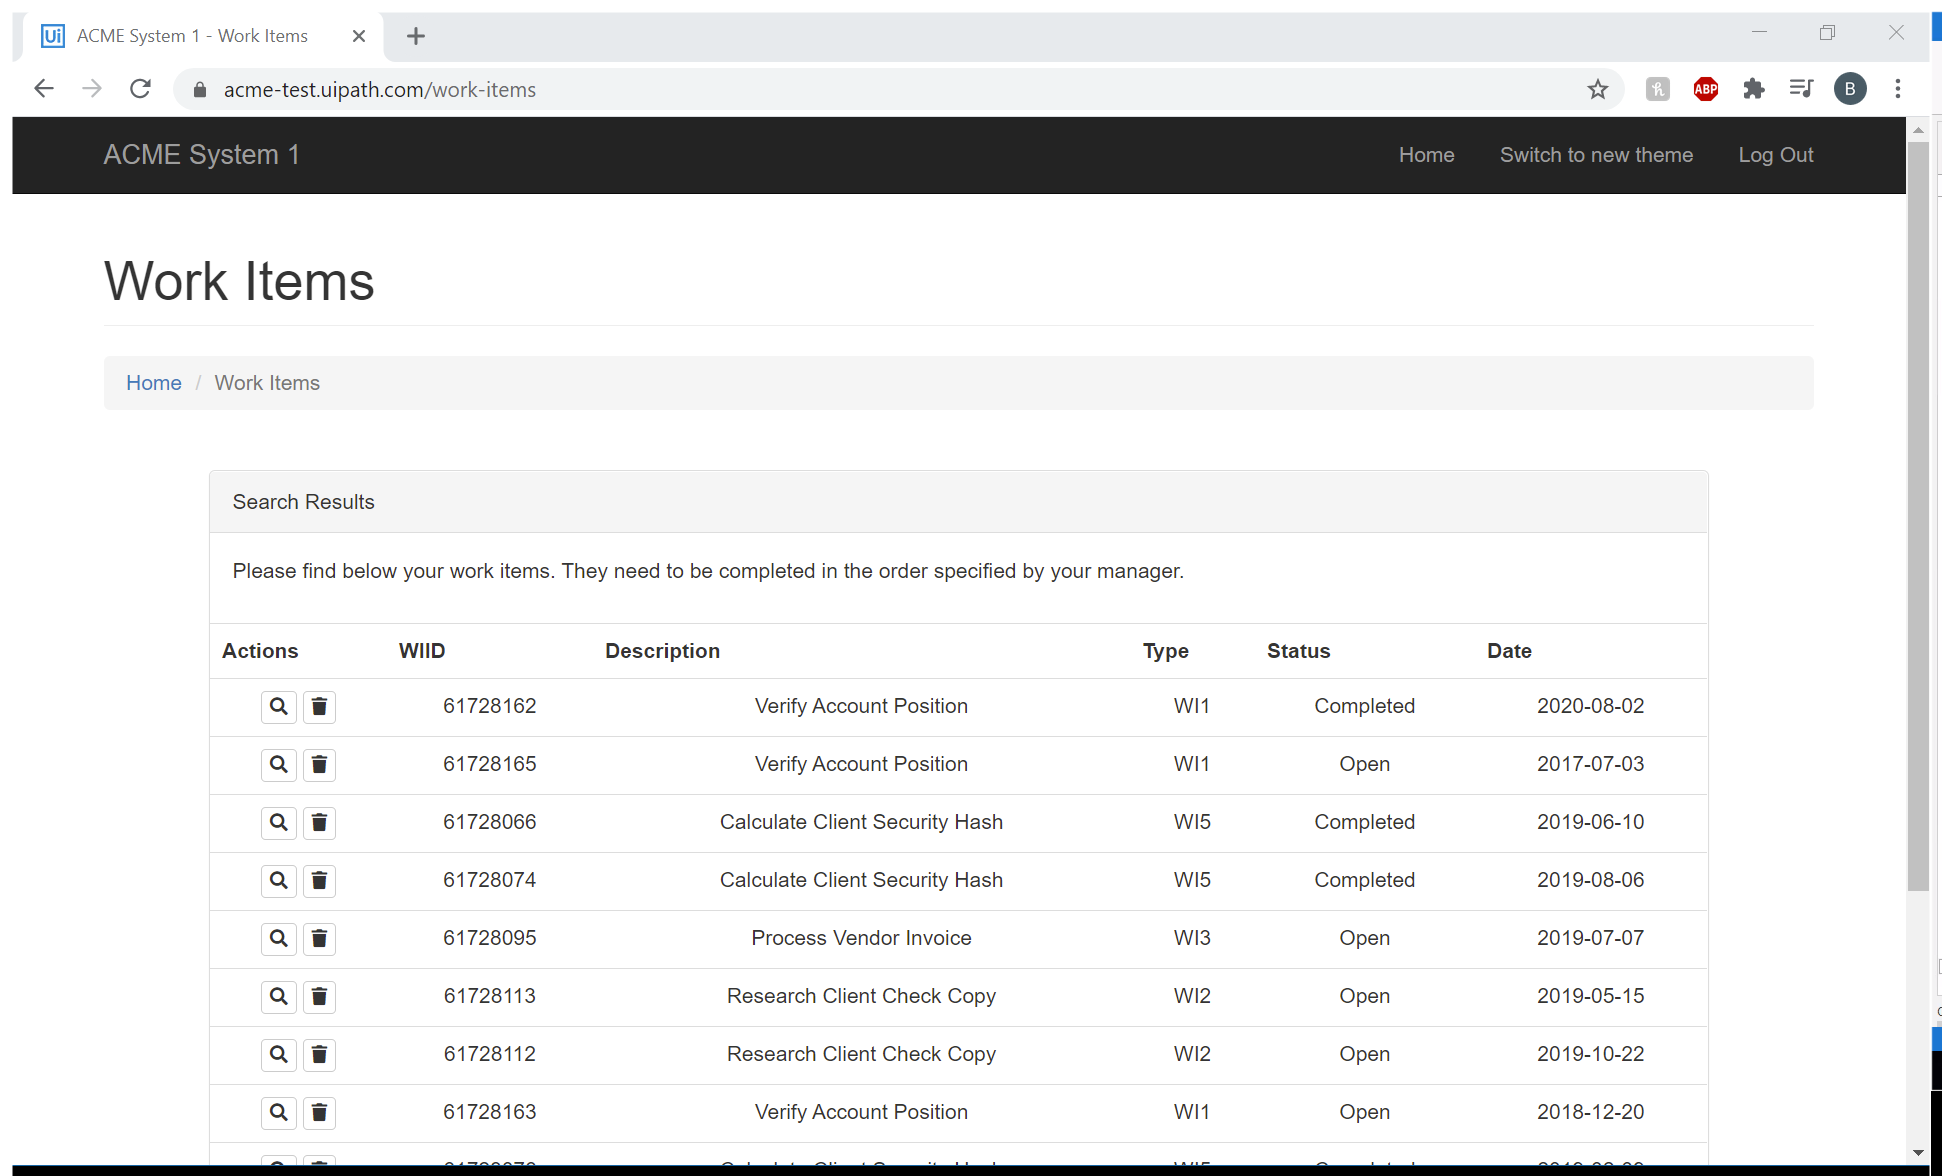 Ui ACME System 1 - Work Items
acme-test.uipath.com/work-items
ABP
B
ACME System 1 Home Switch to new theme Log Out
Work Items
Home / Work Items
Search Results
Please find below your work items. They need to be completed in the order specified by your manager.
Actions WIID Description Type Status Date
61728162 Verify Account Position WI1 Completed 2020-08-02
61728165 Verify Account Position WI1 Open 2017-07-03
61728066 Calculate Client Security Hash WI5 Completed 2019-06-10
61728074 Calculate Client Security Hash WI5 Completed 2019-08-06
61728095 Process Vendor Invoice WI3 Open 2019-07-07
61728113 Research Client Check Copy WI2 Open 2019-05-15
61728112 Research Client Check Copy WI2 Open 2019-10-22
61728163 Verify Account Position WI1 Open 2018-12-20